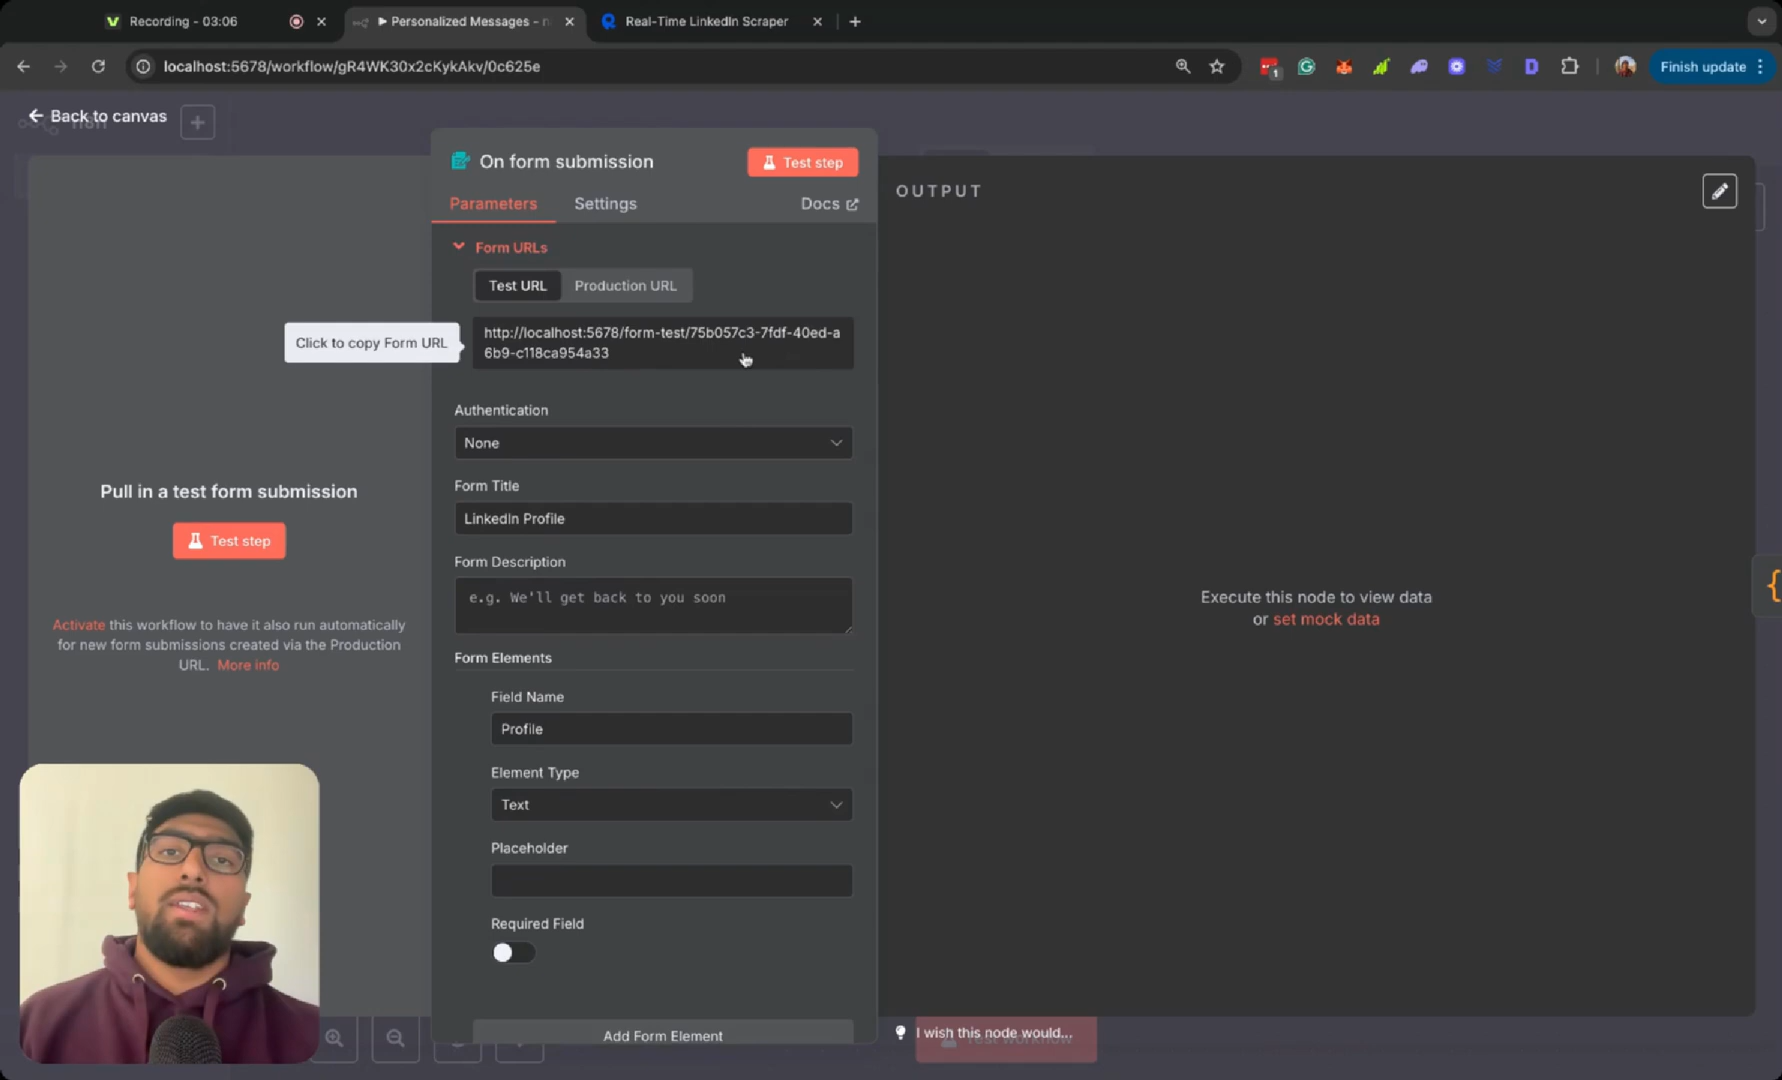 Recording - 03:06
Personalized Messages -
Real-Time LinkedIn Scraper
localhost:5678/workflow/gR4WK30x2cKykAkv/0c625e
1
D
Finish update
Back to canvas
On form submission
Test step
Parameters
Settings
Docs
OUTPUT
Form URLs
Test URL
Production URL
Click to copy Form URL
http://localhost:5678/form-test/75b057c3-7fdf-40ed-a
6b9-c118ca954a33
Authentication
None
Form Title
LinkedIn Profile
Pull in a test form submission
Test step
Activate this workflow to have it also run automatically
for new form submissions created via the Production
URL. More info
Form Description
e.g. We'll get back to you soon
Execute this node to view data
or set mock data
Form Elements
Field Name
Profile
Element Type
Text
Placeholder
Required Field
Add Form Element
I wish this node would...